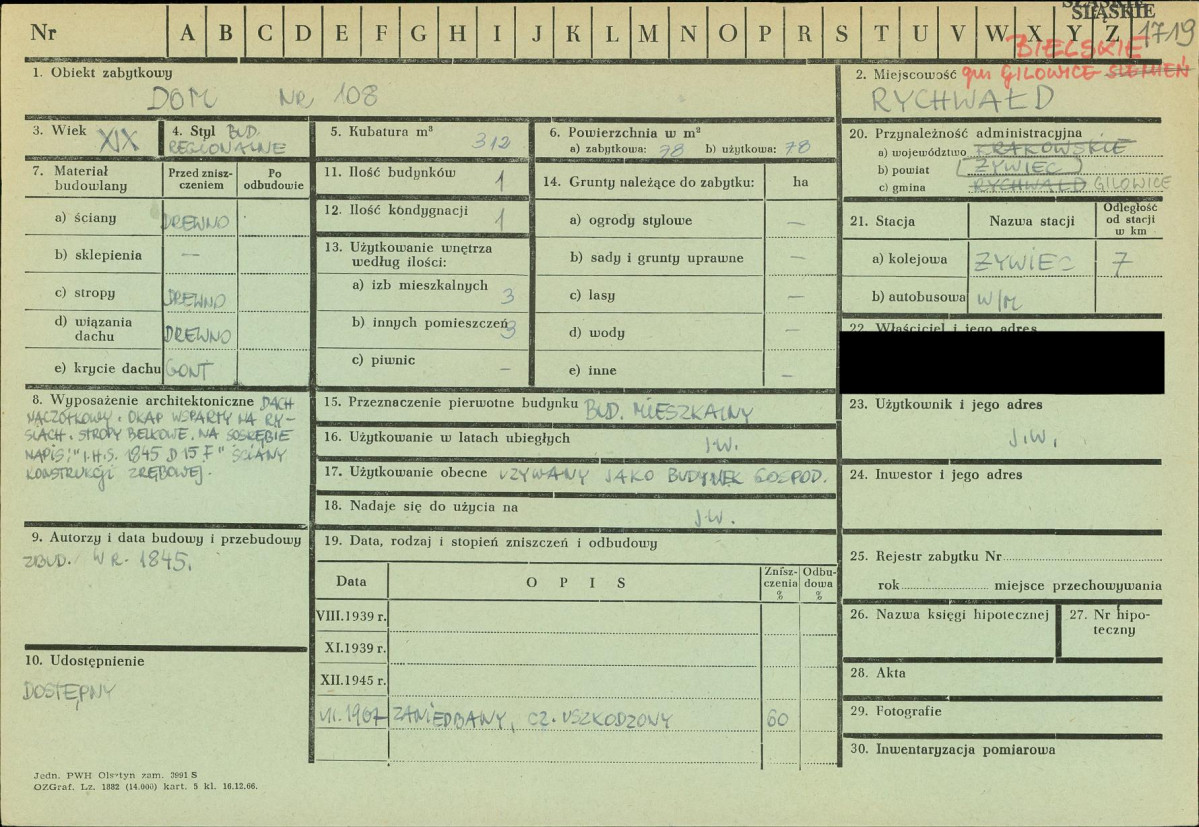 Nr A B C D E F G H I J K L M N O P R S T U V W X Y Z
ŚLĄSKIE
1719
BIELSKIE
gm GILOWICE ŚLEMIEŃ
1. Obiekt zabytkowy
DOM NR 108
2. Miejscowość
RYCHWAŁD
3. Wiek XIX
4. Styl BUD.
REGIONALNE
5. Kubatura m³ 312
6. Powierzchnia w m²
a) zabytkowa: 78 b) użytkowa: 78
7. Materiał budowlany
Przed zniszczeniem
Po odbudowie
a) ściany DREWNO
b) sklepienia —
c) stropy DREWNO
d) wiązania dachu DREWNO
e) krycie dachu GONT
8. Wyposażenie architektoniczne DACH
NACZÓŁKOWY. OKAP WSPARTY NA RY-
SIACH. STROPY BELKOWE. NA SOSRĘBIE
NAPIS: "I.H.S. 1845 D 15 F" ŚCIANY
KONSTRUKCJI ZRĘBOWEJ.
9. Autorzy i data budowy i przebudowy
ZBUD. W R. 1845.
10. Udostępnienie
DOSTĘPNY
11. Ilość budynków 1
12. Ilość kondygnacji 1
13. Użytkowanie wnętrza
według ilości:
a) izb mieszkalnych 3
b) innych pomieszczeń 3
c) piwnic —
14. Grunty należące do zabytku: ha
a) ogrody stylowe —
b) sady i grunty uprawne —
c) lasy —
d) wody —
e) inne —
15. Przeznaczenie pierwotne budynku BUD. MIESZKALNY
16. Użytkowanie w latach ubiegłych J.W.
17. Użytkowanie obecne UŻYWANY JAKO BUDYNEK GOSPOD.
18. Nadaje się do użycia na J.W.
19. Data, rodzaj i stopień zniszczeń i odbudowy
Data OPIS Zniszczenia % Odbudowa %
VIII.1939 r.
XI.1939 r.
XII.1945 r.
VII.1967 ZANIEDBANY, CZ. USZKODZONY 60
20. Przynależność administracyjna
a) województwo KRAKOWSKIE
b) powiat ŻYWIEC
c) gmina RYCHWAŁD GILOWICE
21. Stacja Nazwa stacji Odległość od stacji w km
a) kolejowa ŻYWIEC 7
b) autobusowa W/M
22. Właściciel i jego adres
23. Użytkownik i jego adres
J.W.
24. Inwestor i jego adres
25. Rejestr zabytku Nr
rok miejsce przechowywania
26. Nazwa księgi hipotecznej
27. Nr hipo-
teczny
28. Akta
29. Fotografie
30. Inwentaryzacja pomiarowa
Jedn. PWH Olsztyn zam. 3991 S
OZGraf. Lz. 1882 (14.000) kart. 5 kl. 16.12.66.